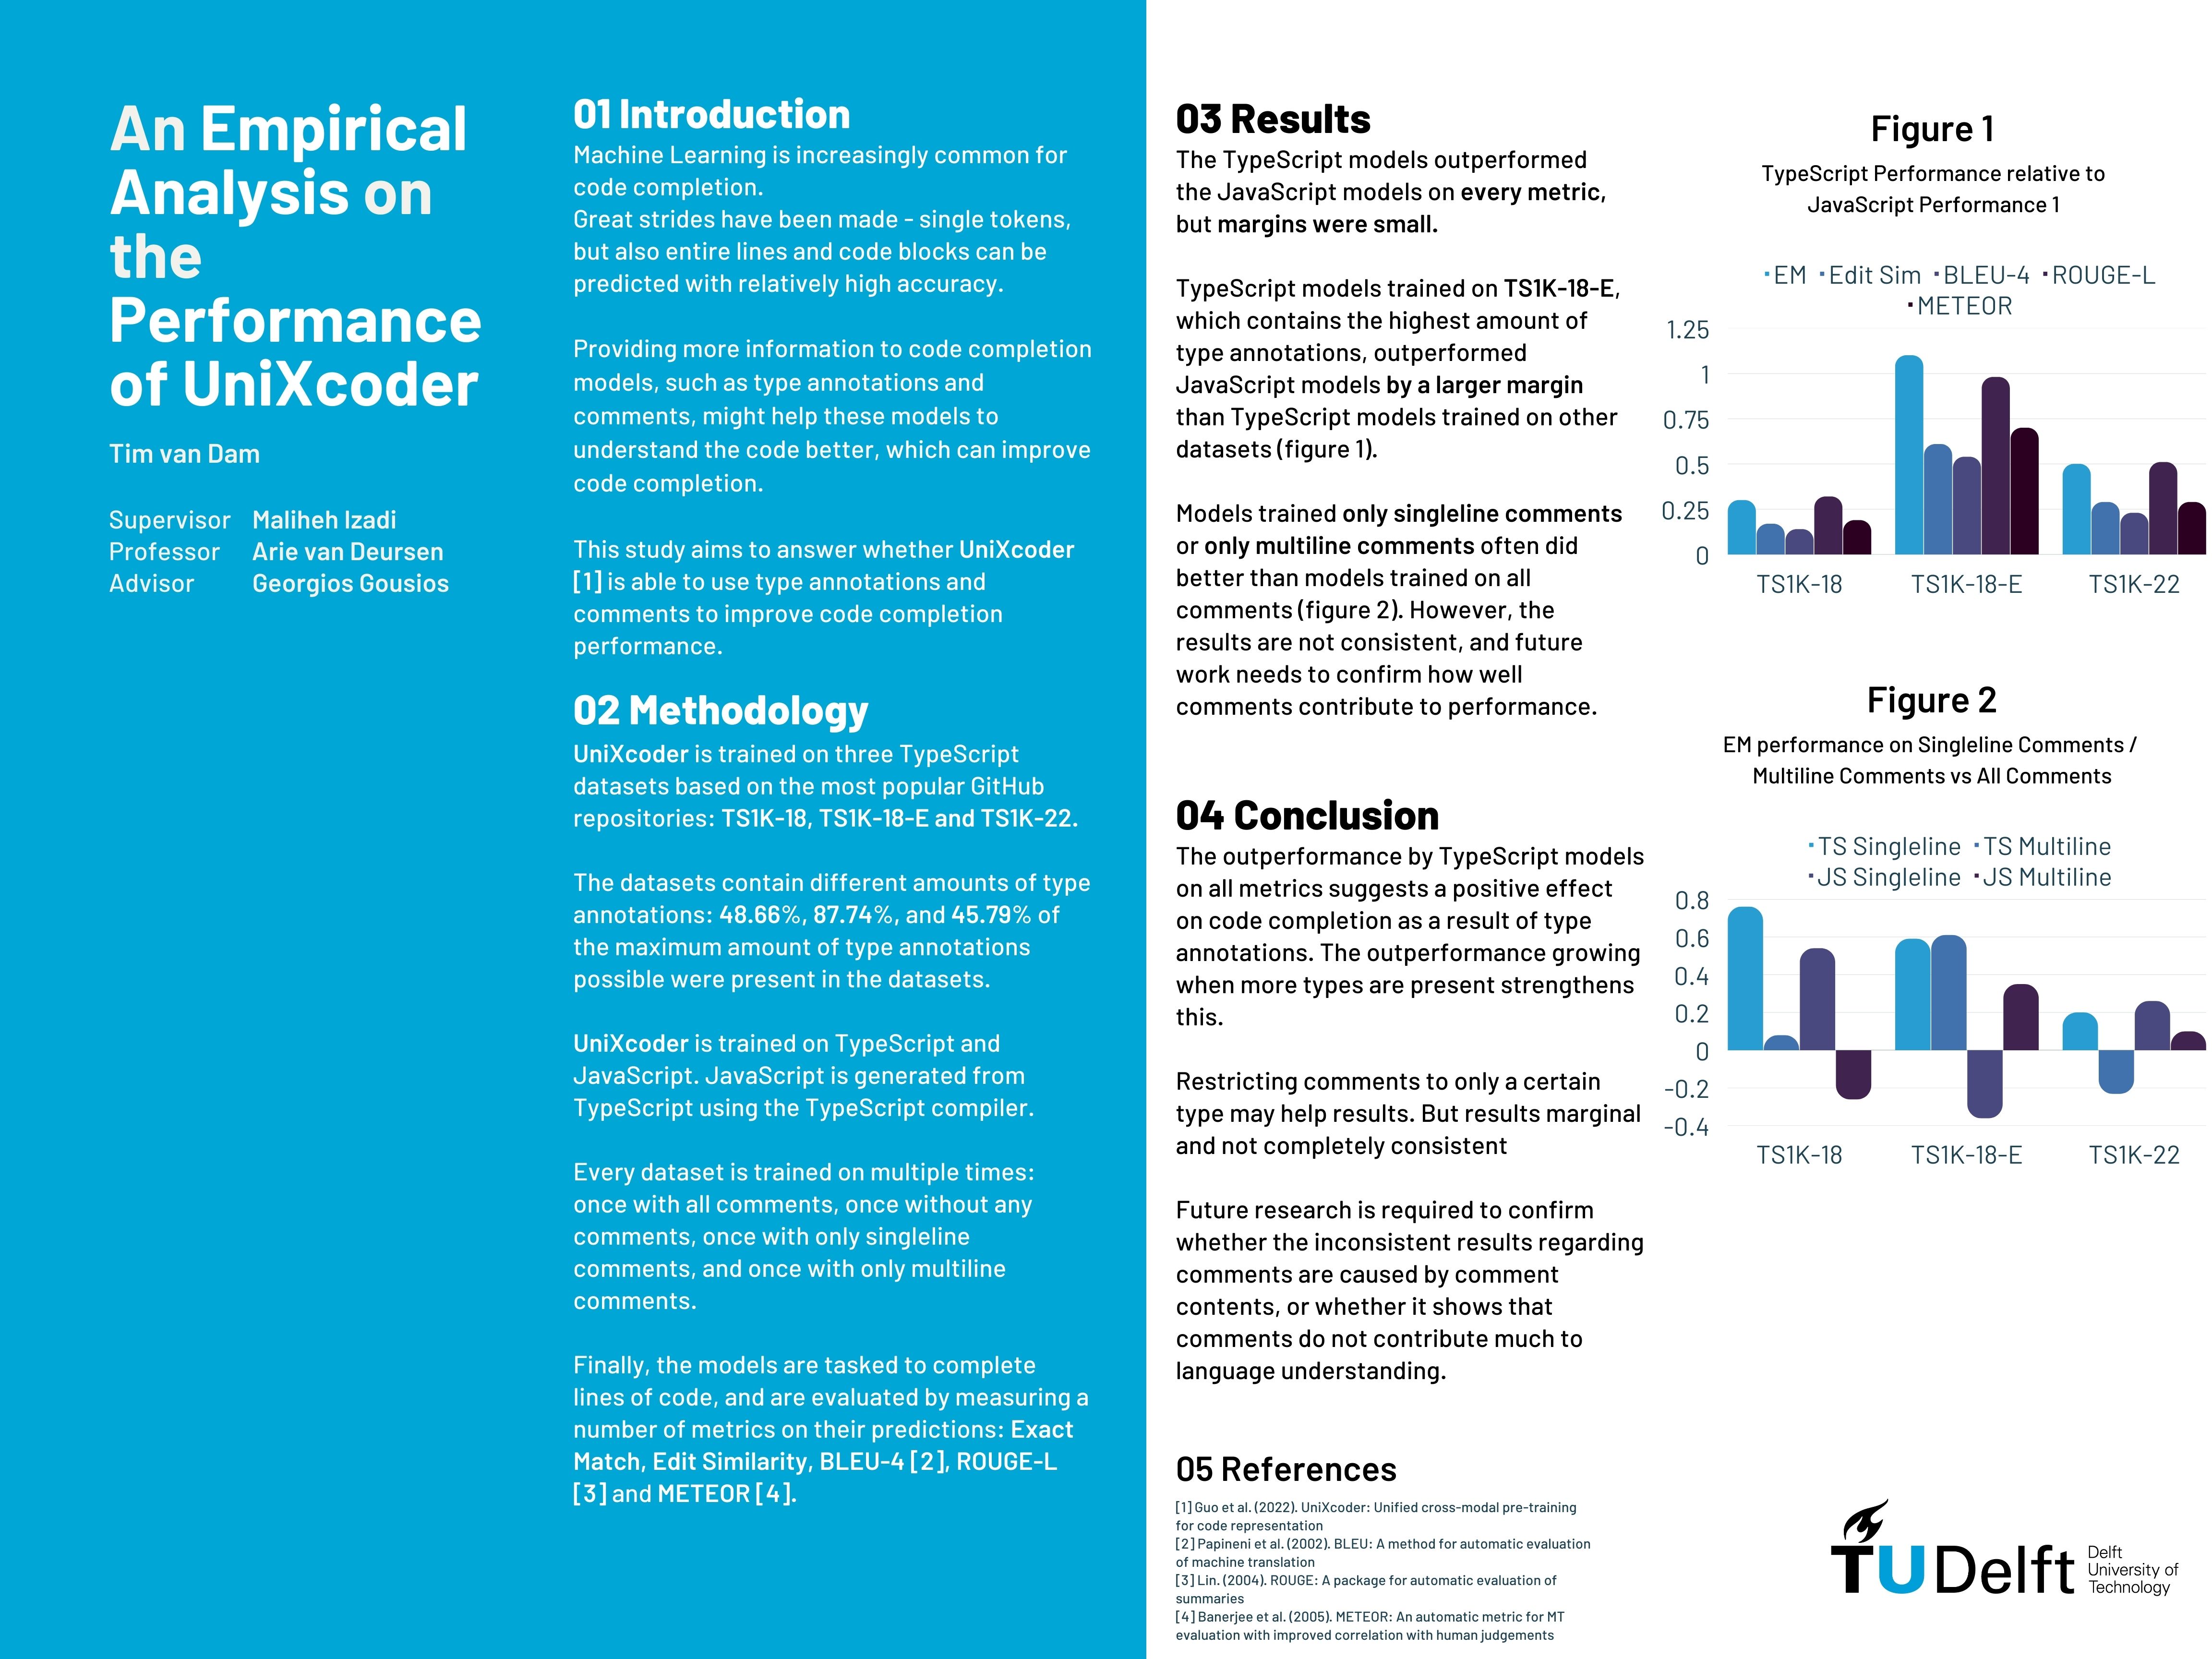 An Empirical
Analysis on
the
Performance
of UniXcoder
Tim van Dam
Supervisor Maliheh Izadi
Professor Arie van Deursen
Advisor Georgios Gousios
01 Introduction
Machine Learning is increasingly common for
code completion.
Great strides have been made - single tokens,
but also entire lines and code blocks can be
predicted with relatively high accuracy.
Providing more information to code completion
models, such as type annotations and
comments, might help these models to
understand the code better, which can improve
code completion.
This study aims to answer whether UniXcoder
[1] is able to use type annotations and
comments to improve code completion
performance.
02 Methodology
UniXcoder is trained on three TypeScript
datasets based on the most popular GitHub
repositories: TS1K-18, TS1K-18-E and TS1K-22.
The datasets contain different amounts of type
annotations: 48.66%, 87.74%, and 45.79% of
the maximum amount of type annotations
possible were present in the datasets.
UniXcoder is trained on TypeScript and
JavaScript. JavaScript is generated from
TypeScript using the TypeScript compiler.
Every dataset is trained on multiple times:
once with all comments, once without any
comments, once with only singleline
comments, and once with only multiline
comments.
Finally, the models are tasked to complete
lines of code, and are evaluated by measuring a
number of metrics on their predictions: Exact
Match, Edit Similarity, BLEU-4 [2], ROUGE-L
[3] and METEOR [4].
03 Results
The TypeScript models outperformed
the JavaScript models on every metric,
but margins were small.
TypeScript models trained on TS1K-18-E,
which contains the highest amount of
type annotations, outperformed
JavaScript models by a larger margin
than TypeScript models trained on other
datasets (figure 1).
Models trained only singleline comments
or only multiline comments often did
better than models trained on all
comments (figure 2). However, the
results are not consistent, and future
work needs to confirm how well
comments contribute to performance.
04 Conclusion
The outperformance by TypeScript models
on all metrics suggests a positive effect
on code completion as a result of type
annotations. The outperformance growing
when more types are present strengthens
this.
Restricting comments to only a certain
type may help results. But results marginal
and not completely consistent
Future research is required to confirm
whether the inconsistent results regarding
comments are caused by comment
contents, or whether it shows that
comments do not contribute much to
language understanding.
05 References
[1] Guo et al. (2022). UniXcoder: Unified cross-modal pre-training
for code representation
[2] Papineni et al. (2002). BLEU: A method for automatic evaluation
of machine translation
[3] Lin. (2004). ROUGE: A package for automatic evaluation of
summaries
[4] Banerjee et al. (2005). METEOR: An automatic metric for MT
evaluation with improved correlation with human judgements
Figure 1
TypeScript Performance relative to
JavaScript Performance 1
EM Edit Sim BLEU-4 ROUGE-L
METEOR
1.25
1
0.75
0.5
0.25
0
TS1K-18 TS1K-18-E TS1K-22
Figure 2
EM performance on Singleline Comments /
Multiline Comments vs All Comments
TS Singleline TS Multiline
JS Singleline JS Multiline
0.8
0.6
0.4
0.2
0
-0.2
-0.4
TS1K-18 TS1K-18-E TS1K-22
TU Delft
Delft
University of
Technology